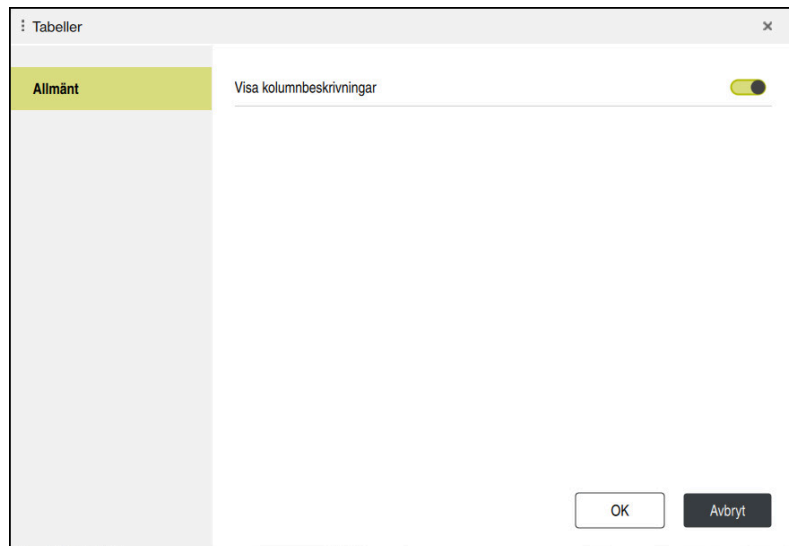 Tabeller
Allmänt
Visa kolumnbeskrivningar
OK
Avbryt